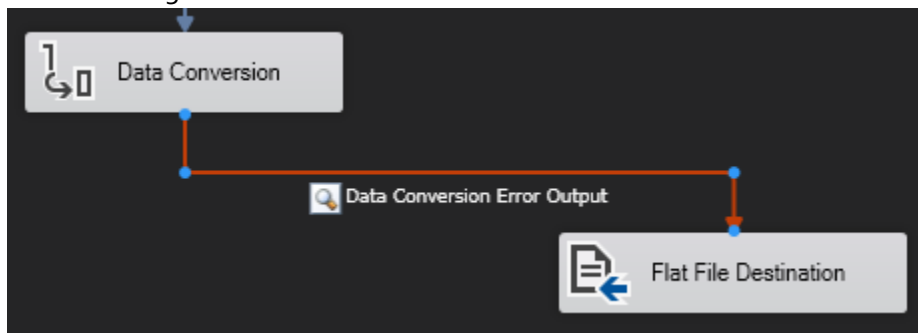 Data Conversion
Data Conversion Error Output
Flat File Destination